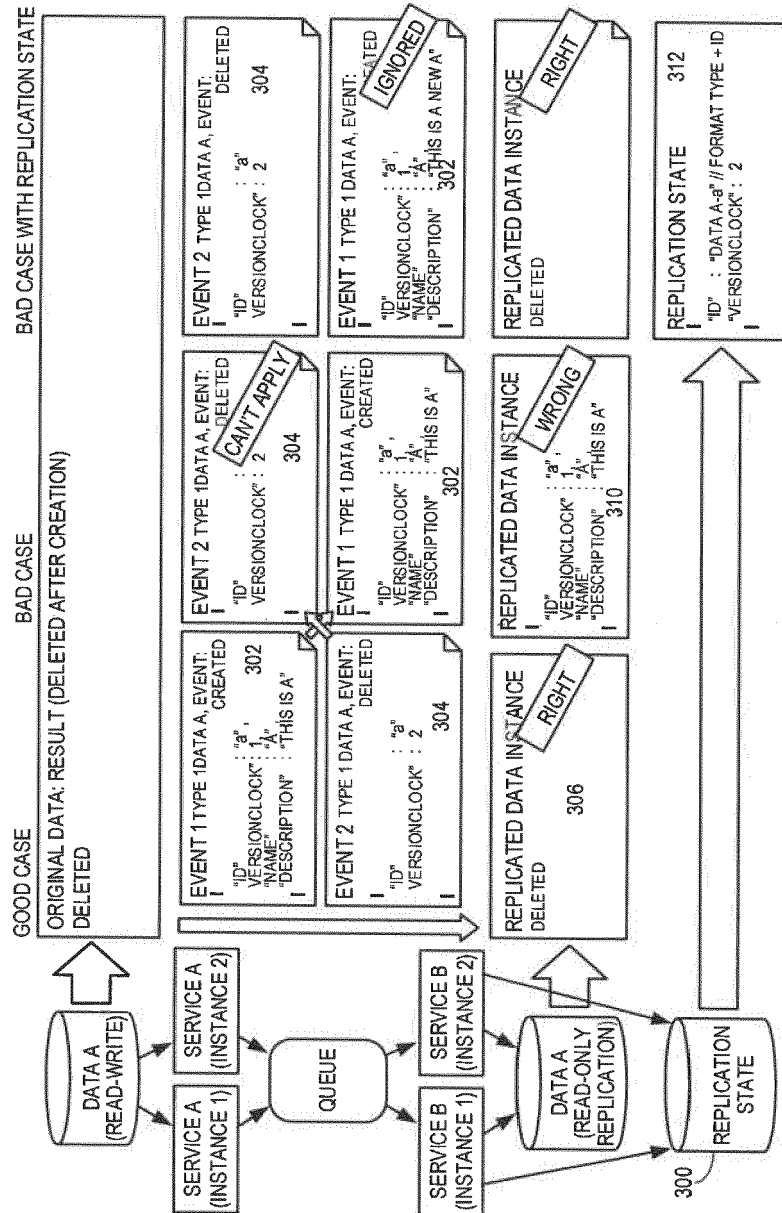 GOOD CASE
BAD CASE
BAD CASE WITH REPLICATION STATE
DATA A
(READ-WRITE)
ORIGINAL DATA: RESULT (DELETED AFTER CREATION)
DELETED
SERVICE A
(INSTANCE 1)
SERVICE A
(INSTANCE 2)
QUEUE
SERVICE B
(INSTANCE 1)
SERVICE B
(INSTANCE 2)
DATA A
(READ-ONLY
REPLICATION)
REPLICATION
STATE
300
EVENT 1 TYPE 1DATA A, EVENT:
CREATED
"ID" : "a",
VERSIONCLOCK" : 1,
"NAME" : "A"
"DESCRIPTION" : "THIS IS A"
302
EVENT 2 TYPE 1 DATA A, EVENT:
DELETED
"ID" : "a"
VERSIONCLOCK" : 2
304
REPLICATED DATA INSTANCE
DELETED
RIGHT
306
EVENT 2 TYPE 1DATA A, EVENT:
DELETED
CAN'T APPLY
"ID" : "a"
VERSIONCLOCK" : 2
304
EVENT 1 TYPE 1 DATA A, EVENT:
CREATED
"ID" : "a",
VERSIONCLOCK" : 1,
"NAME" : "A"
"DESCRIPTION" : "THIS IS A"
302
REPLICATED DATA INSTANCE
WRONG
"ID" : "a",
VERSIONCLOCK" : 1,
"NAME" : "A"
"DESCRIPTION" : "THIS IS A"
310
EVENT 2 TYPE 1DATA A, EVENT:
DELETED
"ID" : "a"
VERSIONCLOCK" : 2
304
EVENT 1 TYPE 1 DATA A, EVENT:
IGNORED
"ID" : "a",
VERSIONCLOCK" : 1,
"NAME" : "A"
"DESCRIPTION" : "THIS IS A NEW A"
302
REPLICATED DATA INSTANCE
DELETED
RIGHT
REPLICATION STATE 312
"ID" : "DATA A-a" // FORMAT TYPE + ID
"VERSIONCLOCK" : 2